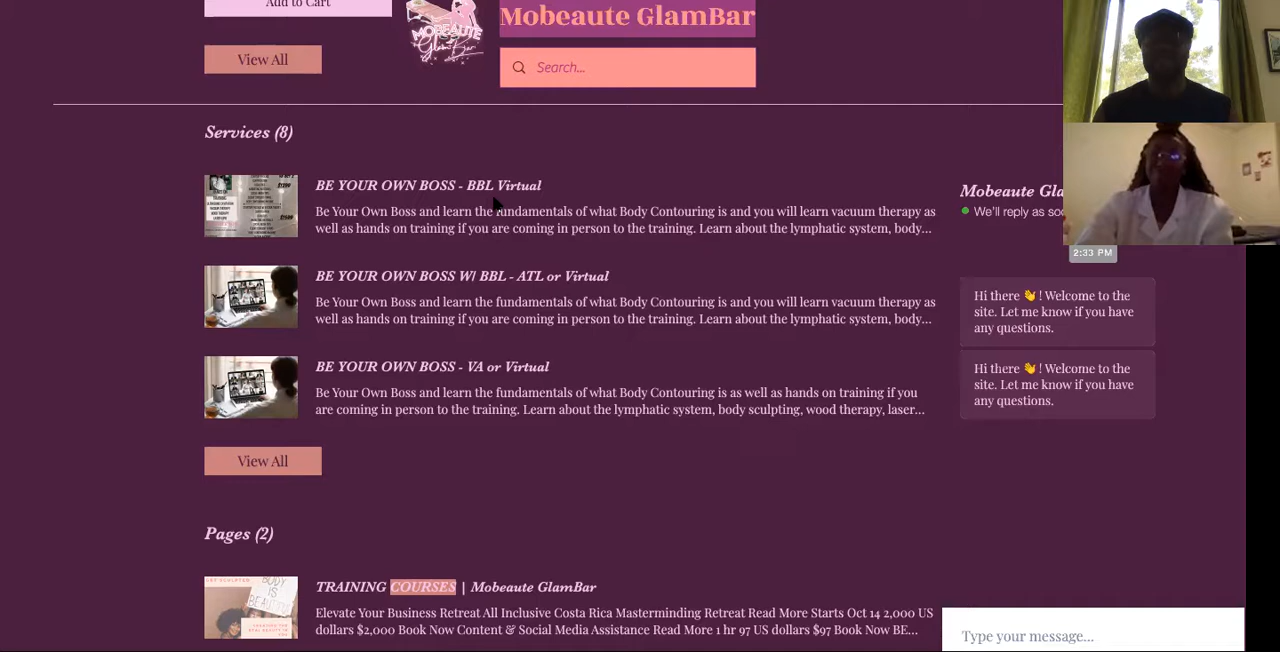 Add to Cart
View All
MOBEAUTE
GlamBar
Mobeaute GlamBar
Search...
Services (8)
BE YOUR OWN BOSS - BBL Virtual
Be Your Own Boss and learn the fundamentals of what Body Contouring is and you will learn vacuum therapy as
well as hands on training if you are coming in person to the training. Learn about the lymphatic system, body...
BE YOUR OWN BOSS W/ BBL - ATL or Virtual
Be Your Own Boss and learn the fundamentals of what Body Contouring is and you will learn vacuum therapy as
well as hands on training if you are coming in person to the training. Learn about the lymphatic system, body...
BE YOUR OWN BOSS - VA or Virtual
Be Your Own Boss and learn the fundamentals of what Body Contouring is as well as hands on training if you
are coming in person to the training. Learn about the lymphatic system, body sculpting, wood therapy, laser...
View All
Pages (2)
TRAINING COURSES | Mobeaute GlamBar
Elevate Your Business Retreat All Inclusive Costa Rica Masterminding Retreat Read More Starts Oct 14 2,000 US
dollars $2,000 Book Now Content & Social Media Assistance Read More 1 hr 97 US dollars $97 Book Now BE...
BODY IS BEAUTIFUL
Mobeaute Gla
We'll reply as soo
2:33 PM
Hi there 👋 ! Welcome to the
site. Let me know if you have
any questions.
Hi there 👋 ! Welcome to the
site. Let me know if you have
any questions.
Type your message...